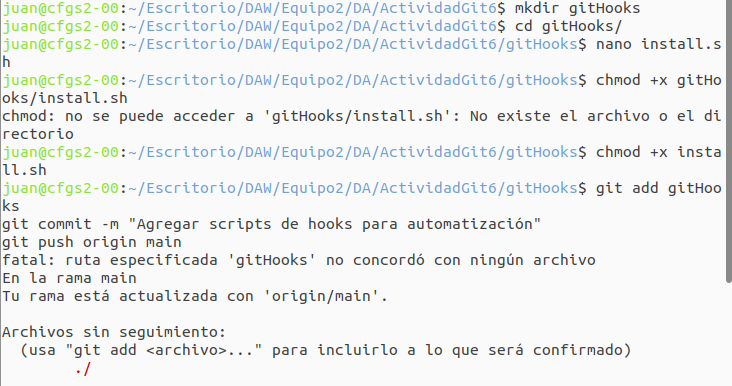 juan@cfgs2-00:~/Escritorio/DAW/Equipo2/DA/ActividadGit6$ mkdir gitHooks
juan@cfgs2-00:~/Escritorio/DAW/Equipo2/DA/ActividadGit6$ cd gitHooks/
juan@cfgs2-00:~/Escritorio/DAW/Equipo2/DA/ActividadGit6/gitHooks$ nano install.s
h
juan@cfgs2-00:~/Escritorio/DAW/Equipo2/DA/ActividadGit6/gitHooks$ chmod +x gitHo
oks/install.sh
chmod: no se puede acceder a 'gitHooks/install.sh': No existe el archivo o el di
rectorio
juan@cfgs2-00:~/Escritorio/DAW/Equipo2/DA/ActividadGit6/gitHooks$ chmod +x insta
ll.sh
juan@cfgs2-00:~/Escritorio/DAW/Equipo2/DA/ActividadGit6/gitHooks$ git add gitHoo
ks
git commit -m "Agregar scripts de hooks para automatización"
git push origin main
fatal: ruta especificada 'gitHooks' no concordó con ningún archivo
En la rama main
Tu rama está actualizada con 'origin/main'.
Archivos sin seguimiento:
  (usa "git add <archivo>..." para incluirlo a lo que será confirmado)
        ./